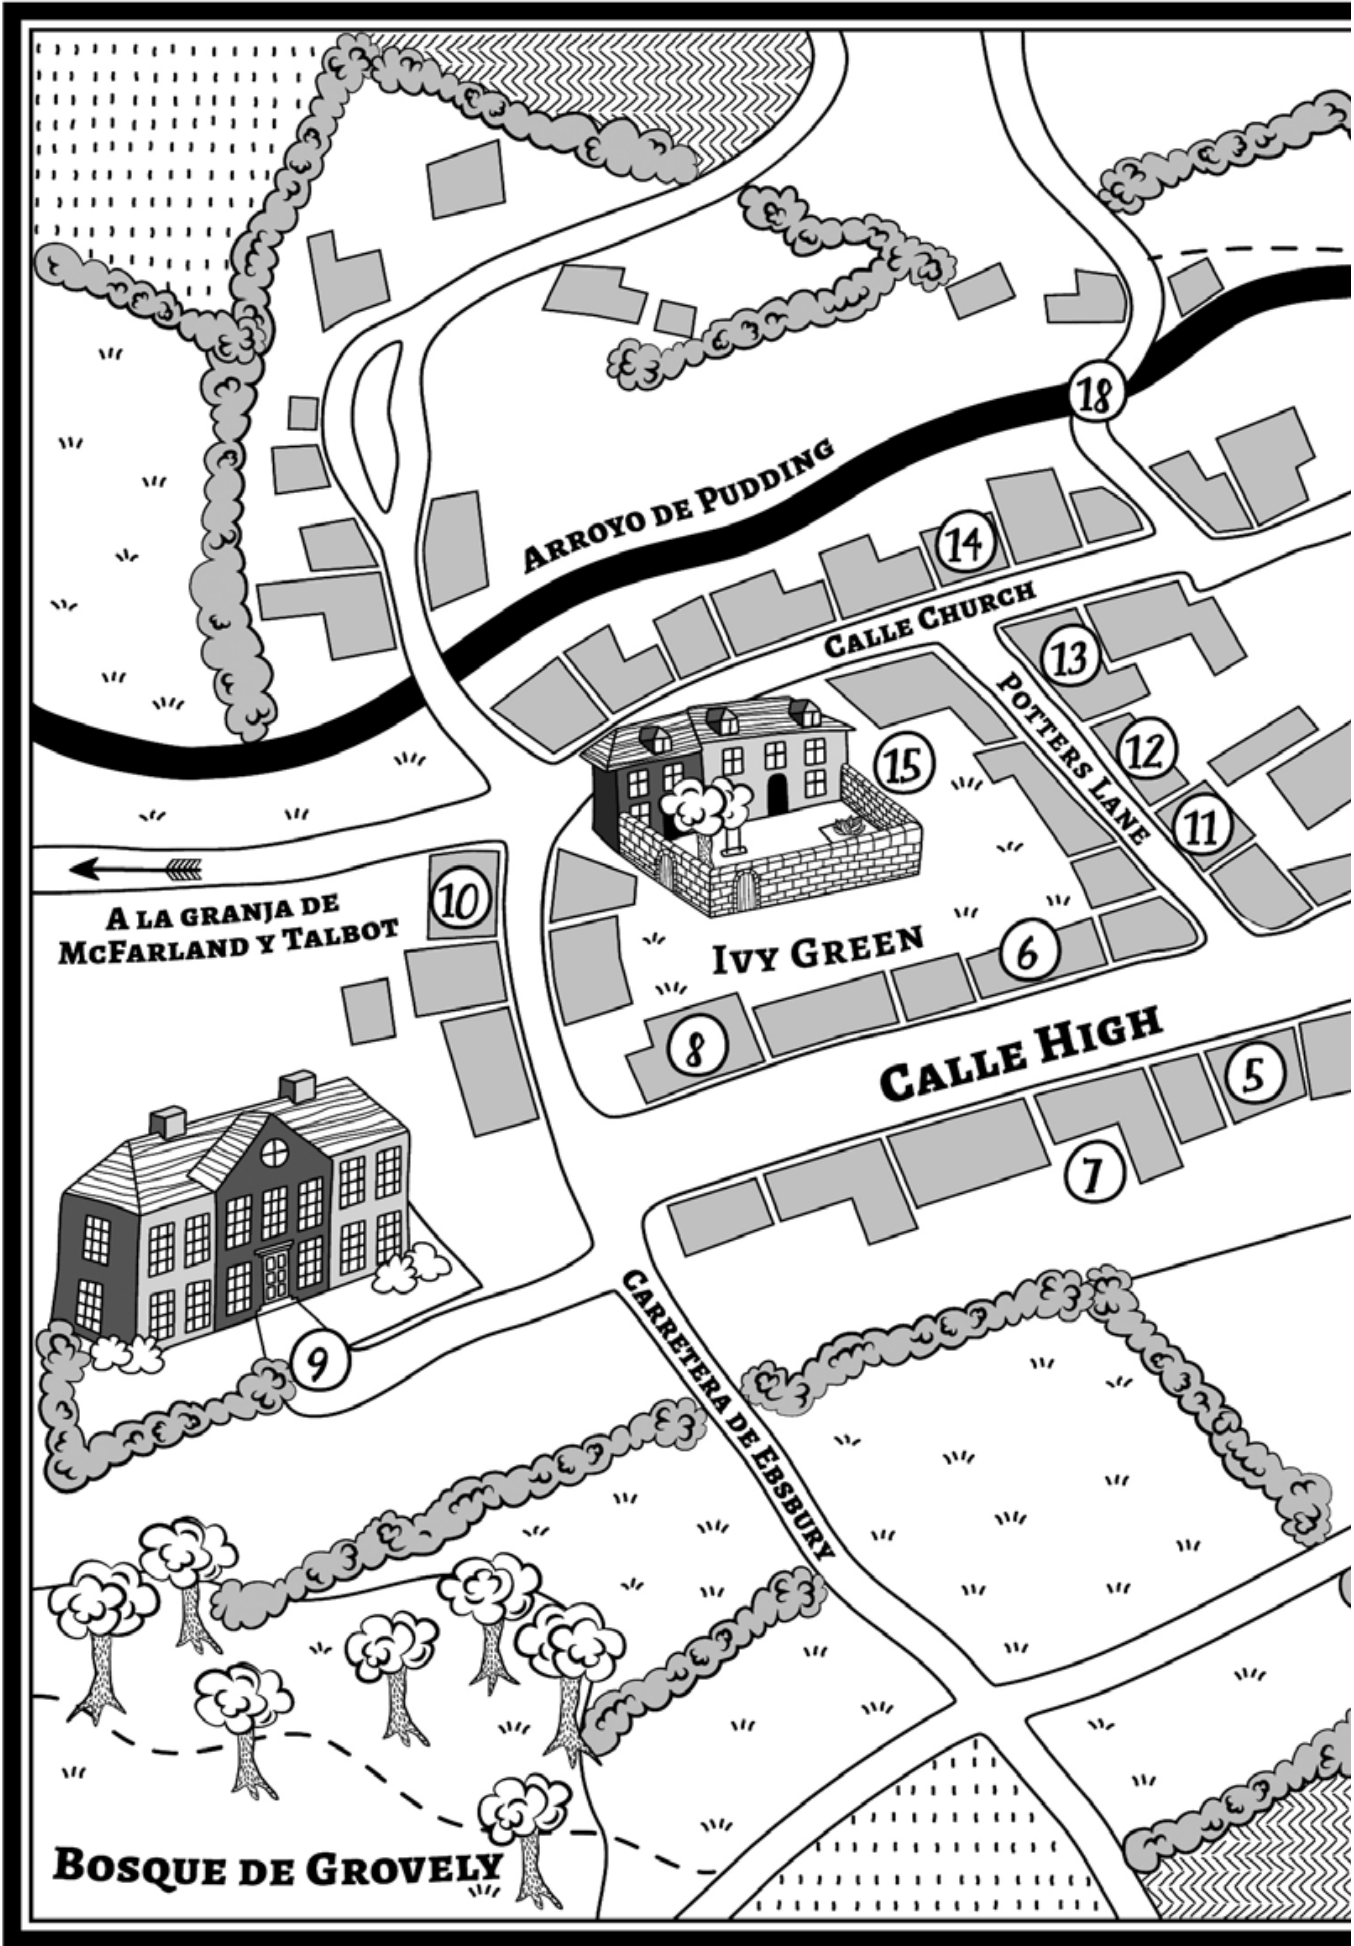 18
ARROYO DE PUDDING
14
CALLE CHURCH
13
POTTERS LANE
12
15
11
10
A LA GRANJA DE
MCFARLAND Y TALBOT
IVY GREEN
6
8
CALLE HIGH
5
7
9
CARRETERA DE EBSBURY
BOSQUE DE GROVELY